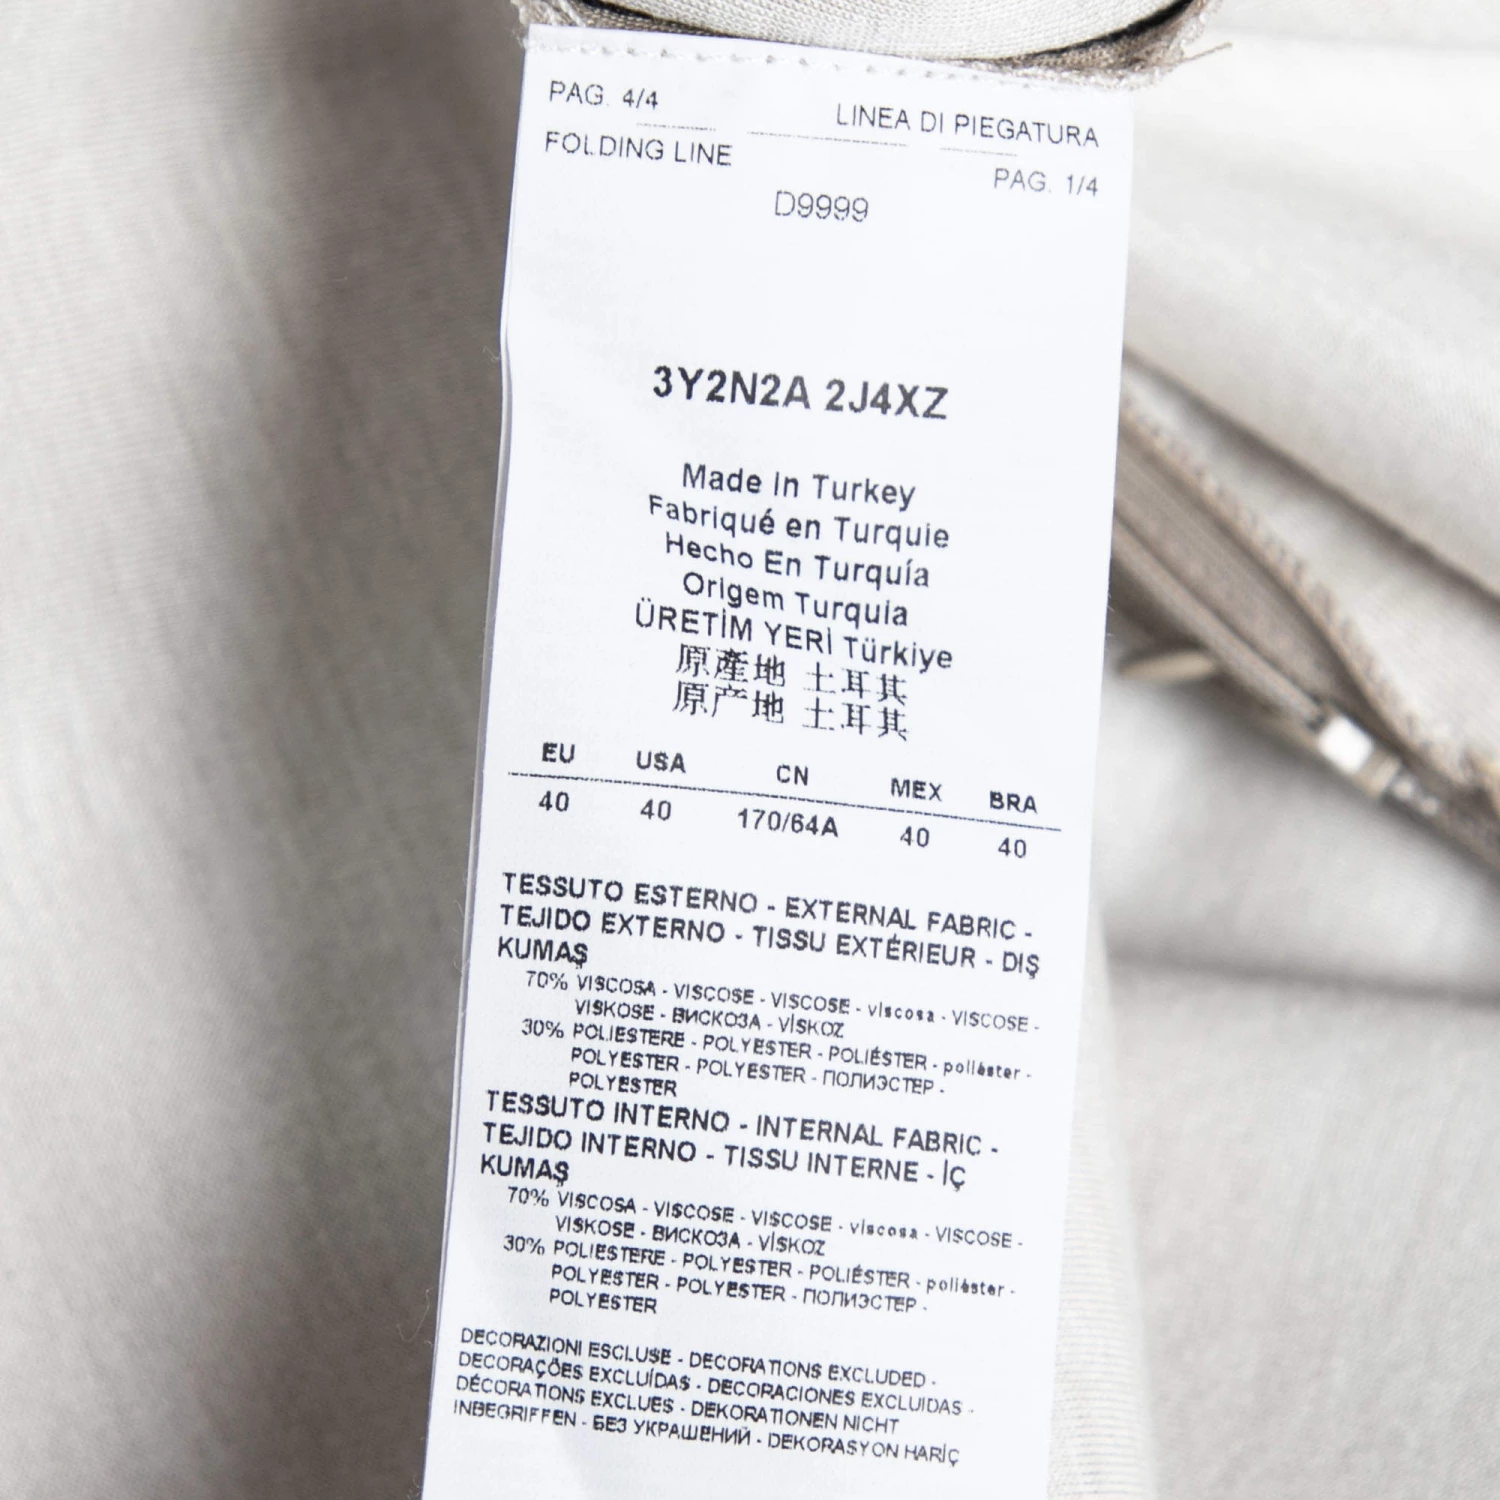 PAG. 4/4
LINEA DI PIEGATURA
FOLDING LINE
PAG. 1/4
D9999
3Y2N2A 2J4XZ
Made in Turkey
Fabriqué en Turquie
Hecho En Turquía
Origem Turquia
ÜRETİM YERİ Türkiye
原產地 土耳其
原产地 土耳其
EU USA CN MEX BRA
40 40 170/64A 40 40
TESSUTO ESTERNO - EXTERNAL FABRIC -
TEJIDO EXTERNO - TISSU EXTÉRIEUR - DIŞ
KUMAŞ
70% VISCOSA - VISCOSE - VISCOSE - viscosa - VISCOSE -
VISKOSE - ВИСКОЗА - VİSKOZ
30% POLIESTERE - POLYESTER - POLIÉSTER - poliéster -
POLYESTER - POLYESTER - ПОЛИЭСТЕР -
POLYESTER
TESSUTO INTERNO - INTERNAL FABRIC -
TEJIDO INTERNO - TISSU INTERNE - İÇ
KUMAŞ
70% VISCOSA - VISCOSE - VISCOSE - viscosa - VISCOSE -
VISKOSE - ВИСКОЗА - VİSKOZ
30% POLIESTERE - POLYESTER - POLIÉSTER - poliéster -
POLYESTER - POLYESTER - ПОЛИЭСТЕР -
POLYESTER
DECORAZIONI ESCLUSE - DECORATIONS EXCLUDED -
DECORAÇÕES EXCLUÍDAS - DECORACIONES EXCLUIDAS -
DÉCORATIONS EXCLUES - DEKORATIONEN NICHT
INBEGRIFFEN - БЕЗ УКРАШЕНИЙ - DEKORASYON HARİÇ